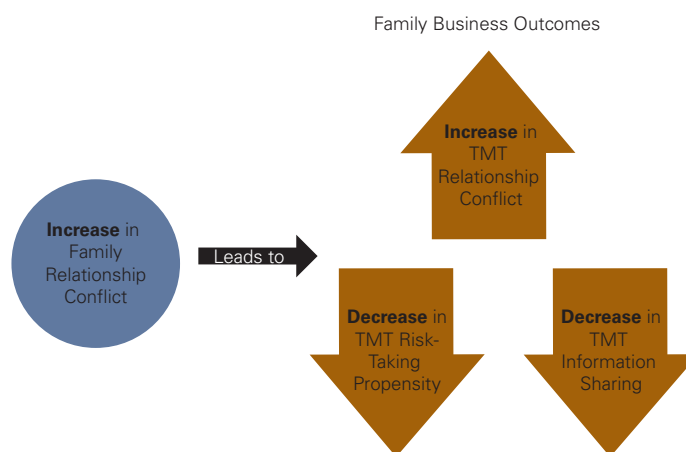 Family Business Outcomes
Increase in
TMT
Relationship
Conflict
Increase in
Family
Relationship
Conflict
Leads to
Decrease in
TMT Risk-
Taking
Propensity
Decrease in
TMT
Information
Sharing